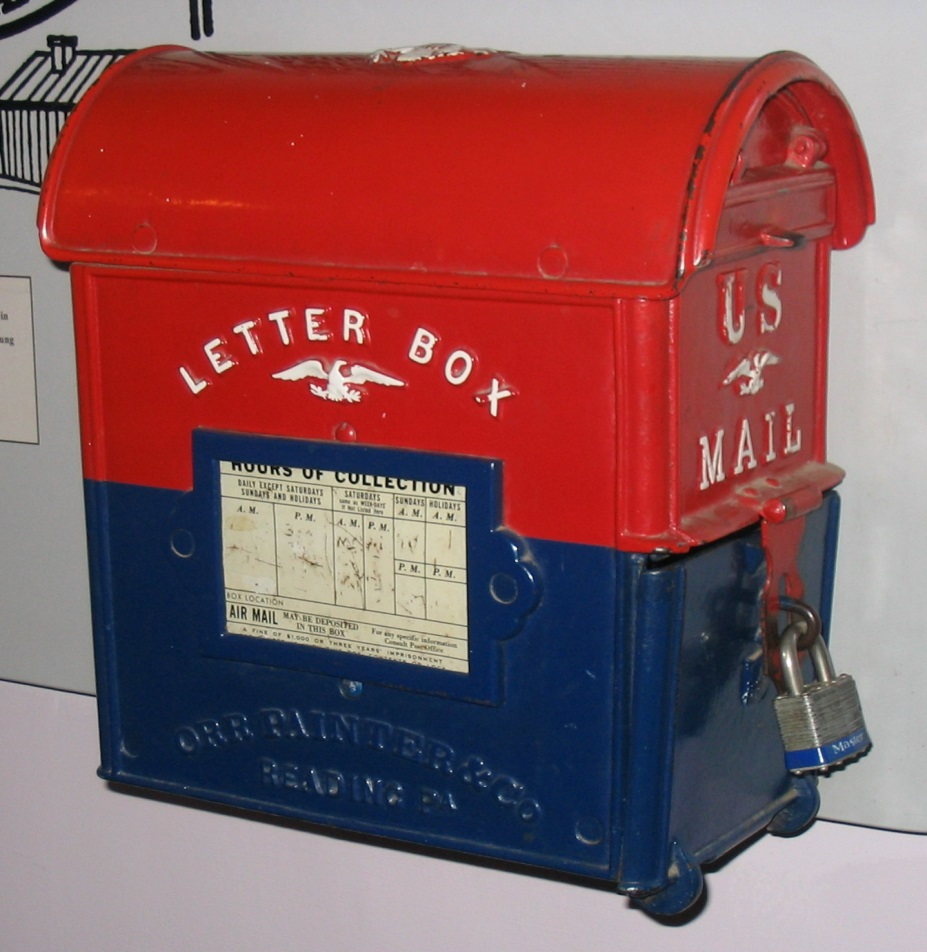 LETTER BOX
US
MAIL
HOURS OF COLLECTION
DAILY EXCEPT SATURDAYS
SUNDAYS AND HOLIDAYS
SATURDAYS
SUNDAYS
HOLIDAYS
A. M.
P. M.
A. M.
P. M.
A. M.
A. M.
P. M.
P. M.
BOX LOCATION
AIR MAIL
MAY BE DEPOSITED
IN THIS BOX
For any specific information
Consult Postoffice
A FINE OF $1,000 OR THREE YEARS' IMPRISONMENT
ORR PAINTER & CO
READING PA
Master
in
ung